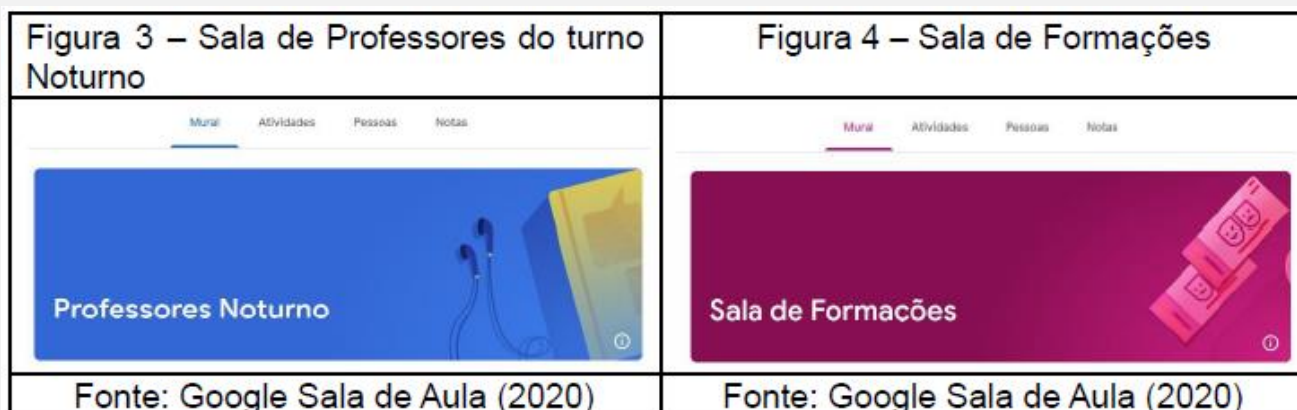 Figura 3 – Sala de Professores do turno
Noturno
Figura 4 – Sala de Formações
Mural Atividades Pessoas Notas
Professores Noturno
Mural Atividades Pessoas Notas
Sala de Formações
Fonte: Google Sala de Aula (2020)
Fonte: Google Sala de Aula (2020)